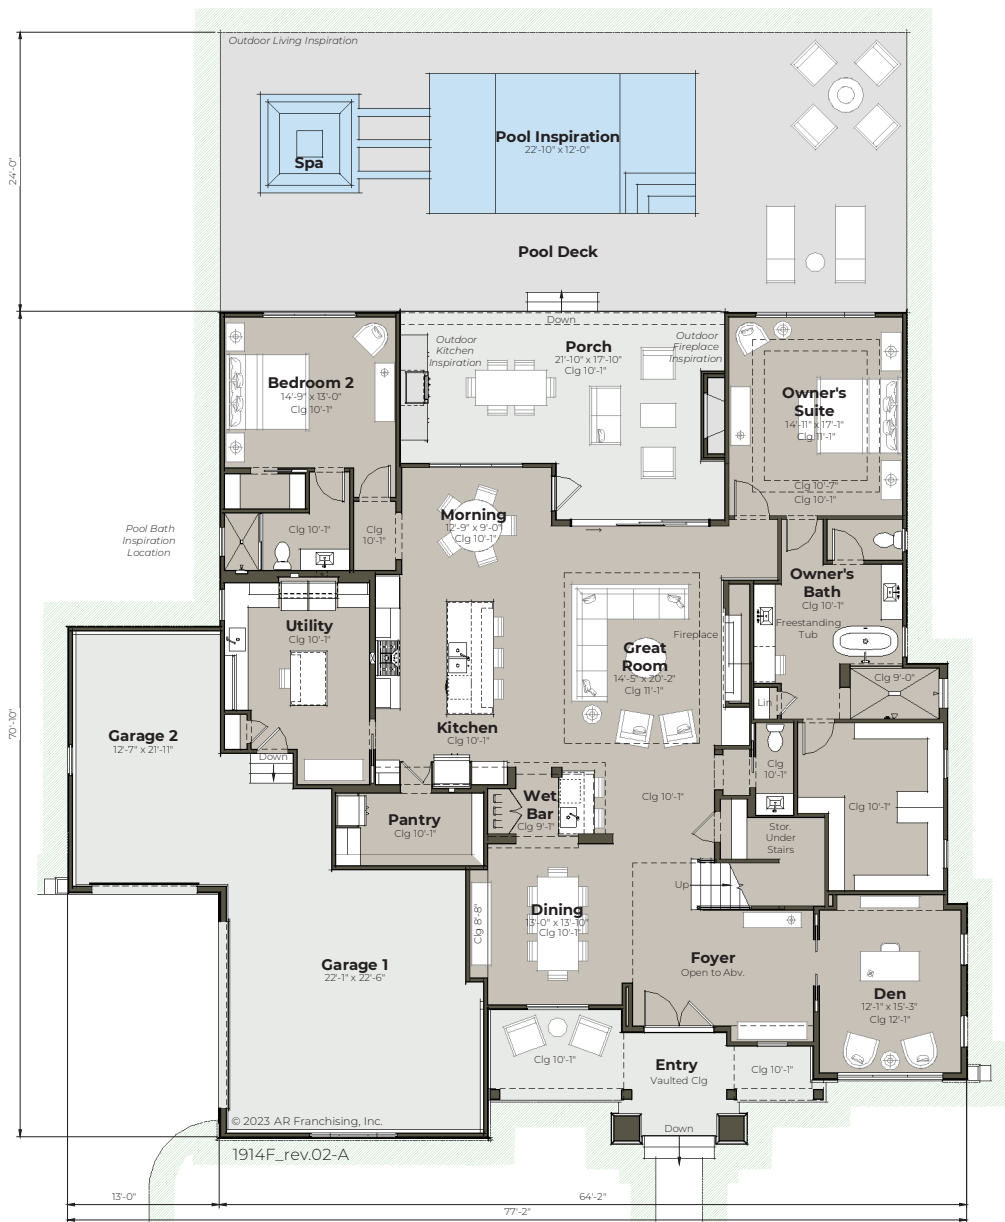 Outdoor Living Inspiration
24'-0"
Spa
Pool Inspiration
22'-10" x 12'-0"
Pool Deck
Down
Outdoor
Kitchen
Inspiration
Porch
21'-10" x 17'-10"
Clg 10'-1"
Outdoor
Fireplace
Inspiration
Bedroom 2
14'-9" x 13'-0"
Clg 10'-1"
Owner's
Suite
14'-11" x 17'-1"
Clg 11'-1"
Clg 10'-7"
Clg 10'-1"
Pool Bath
Inspiration
Location
Clg 10'-1"
Clg
10'-1"
Morning
12'-9" x 9'-0"
Clg 10'-1"
Owner's
Bath
Clg 10'-1"
Freestanding
Tub
Utility
Clg 10'-1"
Fireplace
Great
Room
14'-5" x 20'-2"
Clg 11'-1"
Clg 9'-0"
Lin
70'-10"
Garage 2
12'-7" x 21'-11"
Kitchen
Clg 10'-1"
Down
Clg
10'-1"
Clg 10'-1"
Clg 10'-1"
Wet
Bar
Clg 9'-1"
Pantry
Clg 10'-1"
Stor.
Under
Stairs
Up
Clg 8'-8"
Dining
13'-0" x 13'-10"
Clg 10'-1"
Garage 1
22'-1" x 22'-6"
Foyer
Open to Abv.
Den
12'-1" x 15'-3"
Clg 12'-1"
Clg 10'-1"
Entry
Vaulted Clg
Clg 10'-1"
Down
© 2023 AR Franchising, Inc.
1914F_rev.02-A
13'-0"
64'-2"
77'-2"